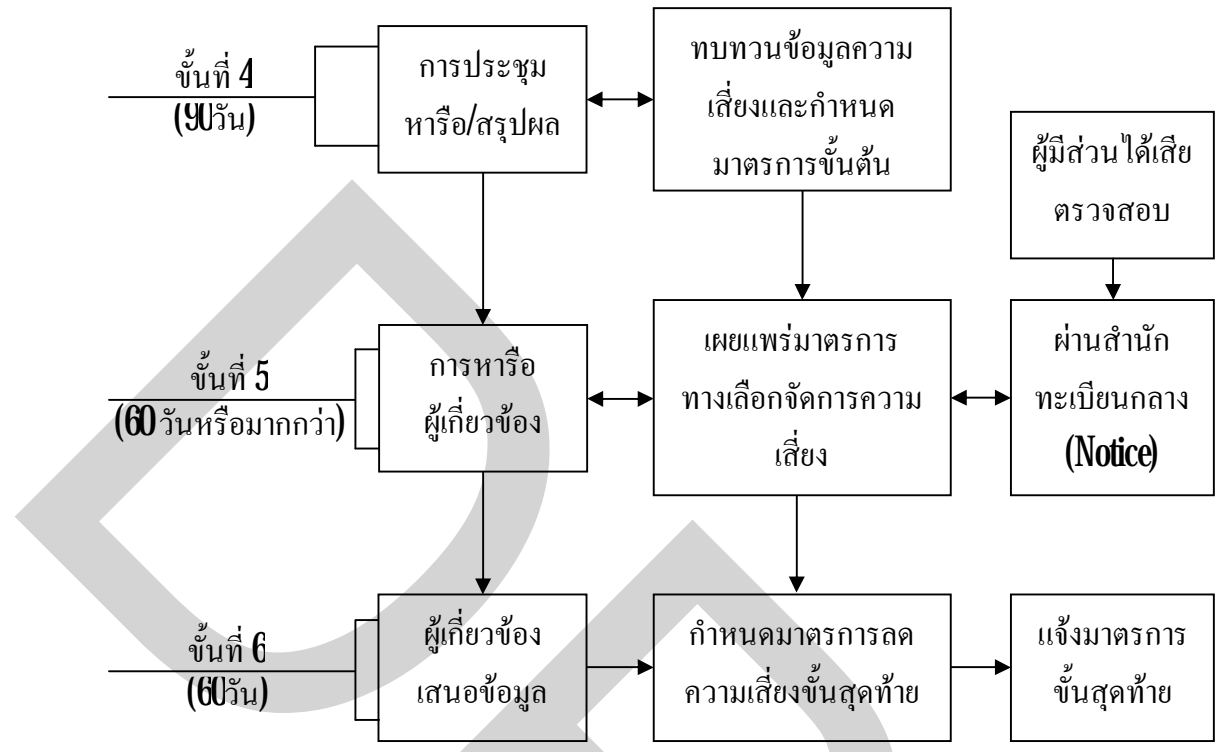 ขั้นที่ 4
(90วัน)
การประชุม
หารือ/สรุปผล
ทบทวนข้อมูลความ
เสี่ยงและกำหนด
มาตรการขั้นต้น
ผู้มีส่วนได้เสีย
ตรวจสอบ
ขั้นที่ 5
(60 วันหรือมากกว่า)
การหารือ
ผู้เกี่ยวข้อง
เผยแพร่มาตรการ
ทางเลือกจัดการความ
เสี่ยง
ผ่านสำนัก
ทะเบียนกลาง
(Notice)
ขั้นที่ 6
(60วัน)
ผู้เกี่ยวข้อง
เสนอข้อมูล
กำหนดมาตรการลด
ความเสี่ยงขั้นสุดท้าย
แจ้งมาตรการ
ขั้นสุดท้าย